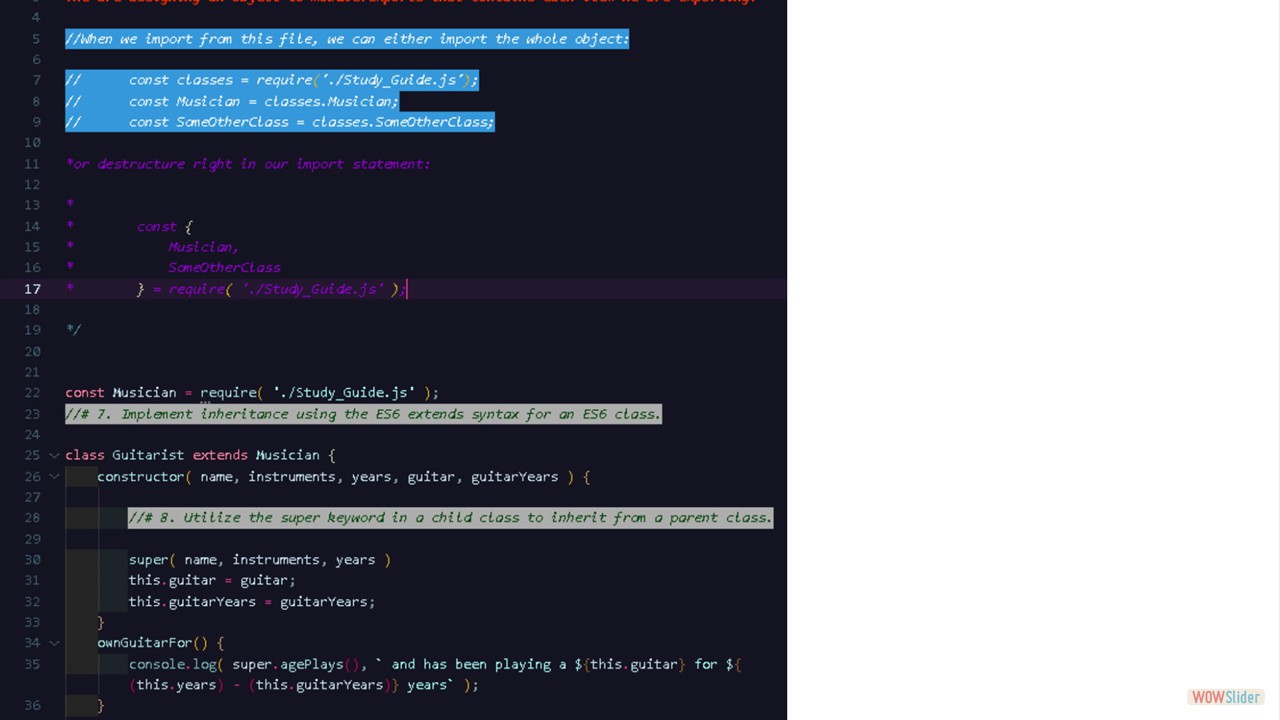 4
5 //When we import from this file, we can either import the whole object:
6
7 //      const classes = require('./Study_Guide.js');
8 //      const Musician = classes.Musician;
9 //      const SomeOtherClass = classes.SomeOtherClass;
10
11 *or destructure right in our import statement:
12
13 *
14 *        const {
15 *            Musician,
16 *            SomeOtherClass
17 *        } = require( './Study_Guide.js' );
18
19 */
20
21
22 const Musician = require( './Study_Guide.js' );
23 //# 7. Implement inheritance using the ES6 extends syntax for an ES6 class.
24
25 class Guitarist extends Musician {
26     constructor( name, instruments, years, guitar, guitarYears ) {
27
28         //# 8. Utilize the super keyword in a child class to inherit from a parent class.
29
30         super( name, instruments, years )
31         this.guitar = guitar;
32         this.guitarYears = guitarYears;
33     }
34     ownGuitarFor() {
35         console.log( super.agePlays(), ` and has been playing a ${this.guitar} for ${
(this.years) - (this.guitarYears)} years` );
36     }
WOWSlider